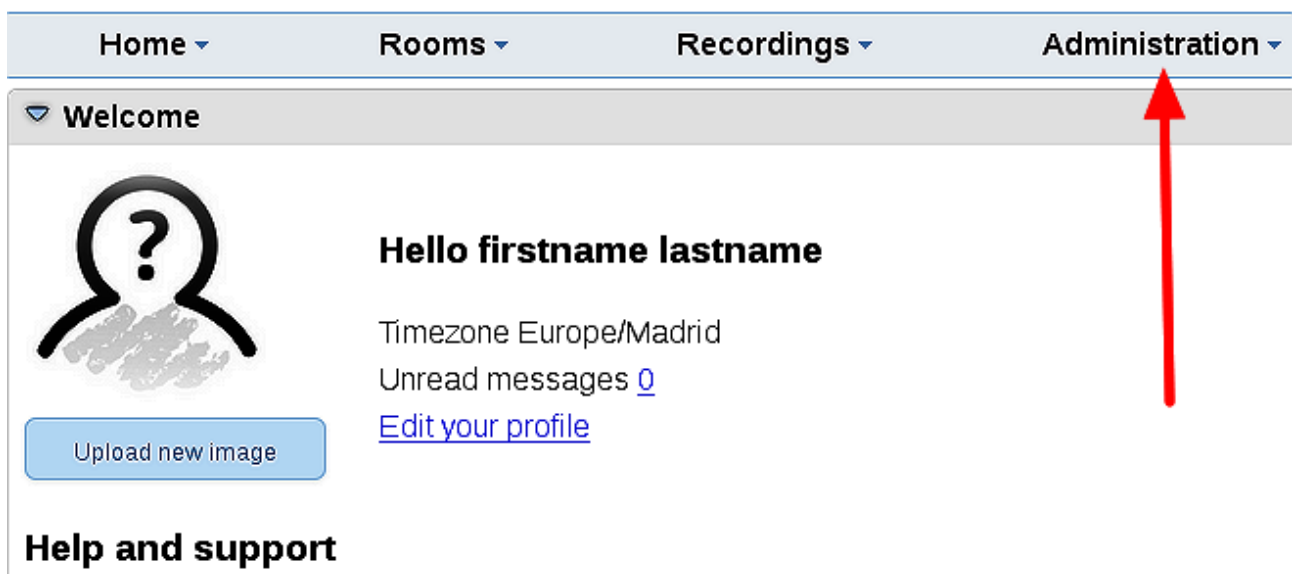 Home Rooms Recordings Administration
Welcome
?
Hello firstname lastname
Timezone Europe/Madrid
Unread messages 0
Edit your profile
Upload new image
Help and support